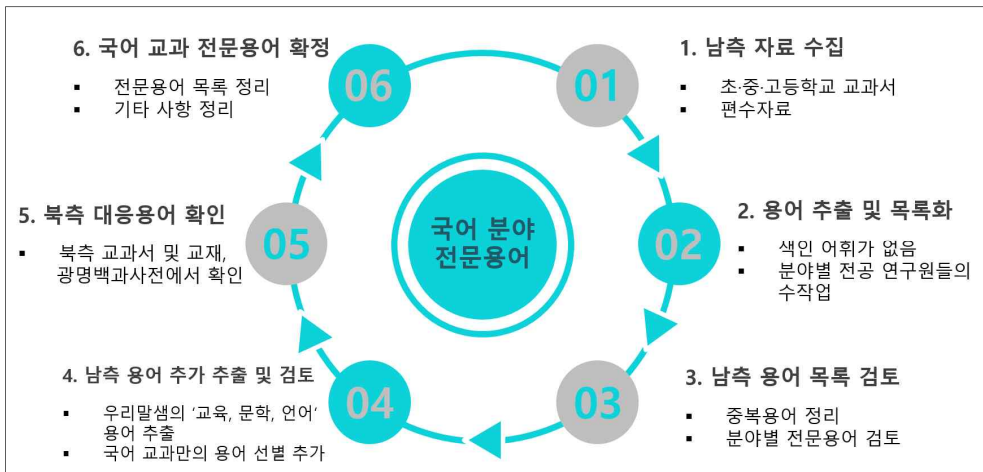 국어 분야
전문용어
01
1. 남측 자료 수집
▪ 초·중·고등학교 교과서
▪ 편수자료
02
2. 용어 추출 및 목록화
▪ 색인 어휘가 없음
▪ 분야별 전공 연구원들의
수작업
03
3. 남측 용어 목록 검토
▪ 중복용어 정리
▪ 분야별 전문용어 검토
04
4. 남측 용어 추가 추출 및 검토
▪ 우리말샘의 '교육, 문학, 언어'
용어 추출
▪ 국어 교과만의 용어 선별 추가
05
5. 북측 대응용어 확인
▪ 북측 교과서 및 교재,
광명백과사전에서 확인
06
6. 국어 교과 전문용어 확정
▪ 전문용어 목록 정리
▪ 기타 사항 정리